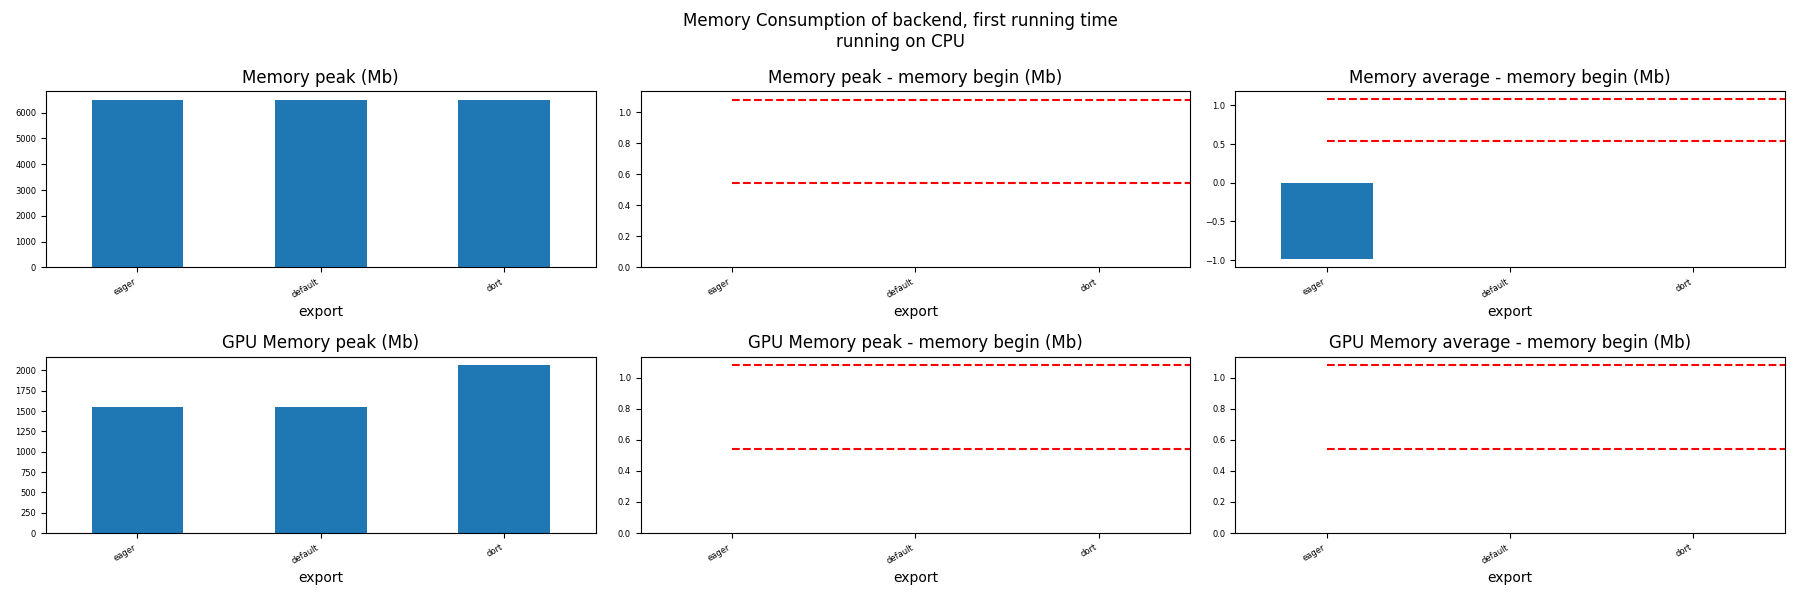 Memory Consumption of backend, first running time
running on CPU
Memory peak (Mb)
6000
5000
4000
3000
2000
1000
0
eager
default
dort
export
Memory peak - memory begin (Mb)
1.0
0.8
0.6
0.4
0.2
0.0
eager
default
dort
export
Memory average - memory begin (Mb)
1.0
0.5
0.0
−0.5
−1.0
eager
default
dort
export
GPU Memory peak (Mb)
2000
1750
1500
1250
1000
750
500
250
0
eager
default
dort
export
GPU Memory peak - memory begin (Mb)
1.0
0.8
0.6
0.4
0.2
0.0
eager
default
dort
export
GPU Memory average - memory begin (Mb)
1.0
0.8
0.6
0.4
0.2
0.0
eager
default
dort
export